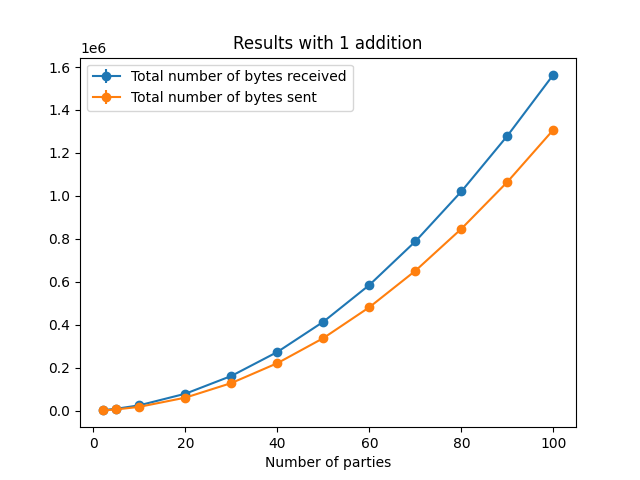 Results with 1 addition
1e6
Total number of bytes received
Total number of bytes sent
1.6
1.4
1.2
1.0
0.8
0.6
0.4
0.2
0.0
0 20 40 60 80 100
Number of parties